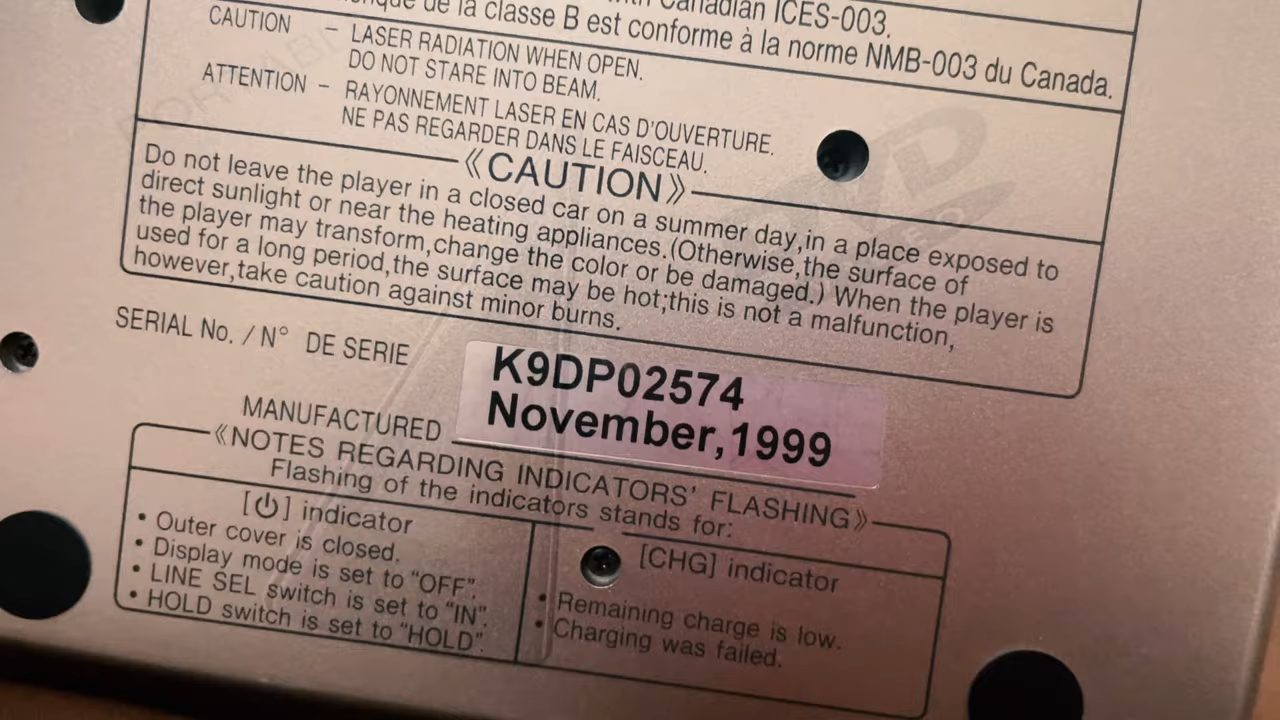 Canadian ICES-003.
de la classe B est conforme à la norme NMB-003 du Canada.
CAUTION – LASER RADIATION WHEN OPEN.
DO NOT STARE INTO BEAM.
ATTENTION – RAYONNEMENT LASER EN CAS D'OUVERTURE.
NE PAS REGARDER DANS LE FAISCEAU.
《CAUTION》
Do not leave the player in a closed car on a summer day,in a place exposed to
direct sunlight or near the heating appliances.(Otherwise,the surface of
the player may transform,change the color or be damaged.) When the player is
used for a long period,the surface may be hot;this is not a malfunction,
however,take caution against minor burns.
SERIAL No. / N° DE SERIE
K9DP02574
MANUFACTURED
November,1999
《NOTES REGARDING INDICATORS' FLASHING》
Flashing of the indicators stands for:
[⏻] indicator
• Outer cover is closed.
• Display mode is set to "OFF".
• LINE SEL switch is set to "IN".
• HOLD switch is set to "HOLD".
[CHG] indicator
• Remaining charge is low.
• Charging was failed.